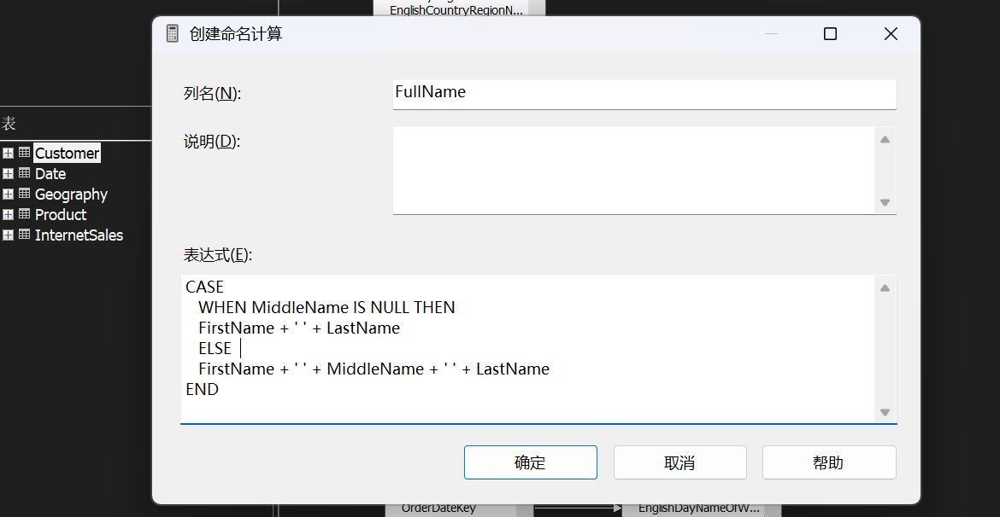 EnglishCountryRegionN...
创建命名计算
列名(N):
FullName
说明(D):
表
Customer
Date
Geography
Product
InternetSales
表达式(E):
CASE
WHEN MiddleName IS NULL THEN
FirstName + ' ' + LastName
ELSE
FirstName + ' ' + MiddleName + ' ' + LastName
END
确定
取消
帮助
OrderDateKey
EnglishDayNameOfW...